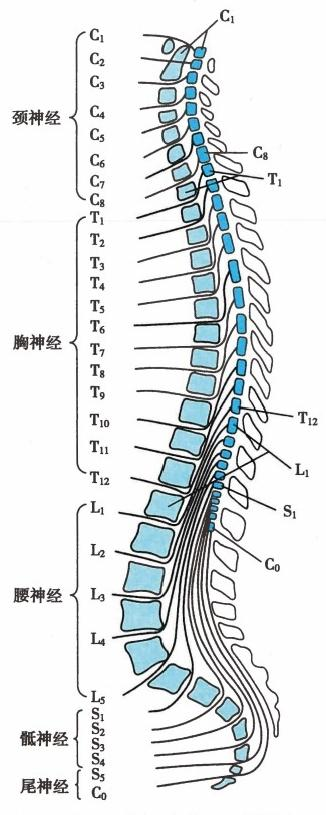 C₁
C₁
C₂
C₃
C₄
C₅
C₆
C₇
C₈
颈神经
C₈
T₁
T₁
T₂
T₃
T₄
T₅
T₆
T₇
T₈
T₉
T₁₀
T₁₁
T₁₂
胸神经
T₁₂
L₁
S₁
C₀
L₁
L₂
L₃
L₄
L₅
腰神经
S₁
S₂
S₃
S₄
S₅
骶神经
C₀
尾神经